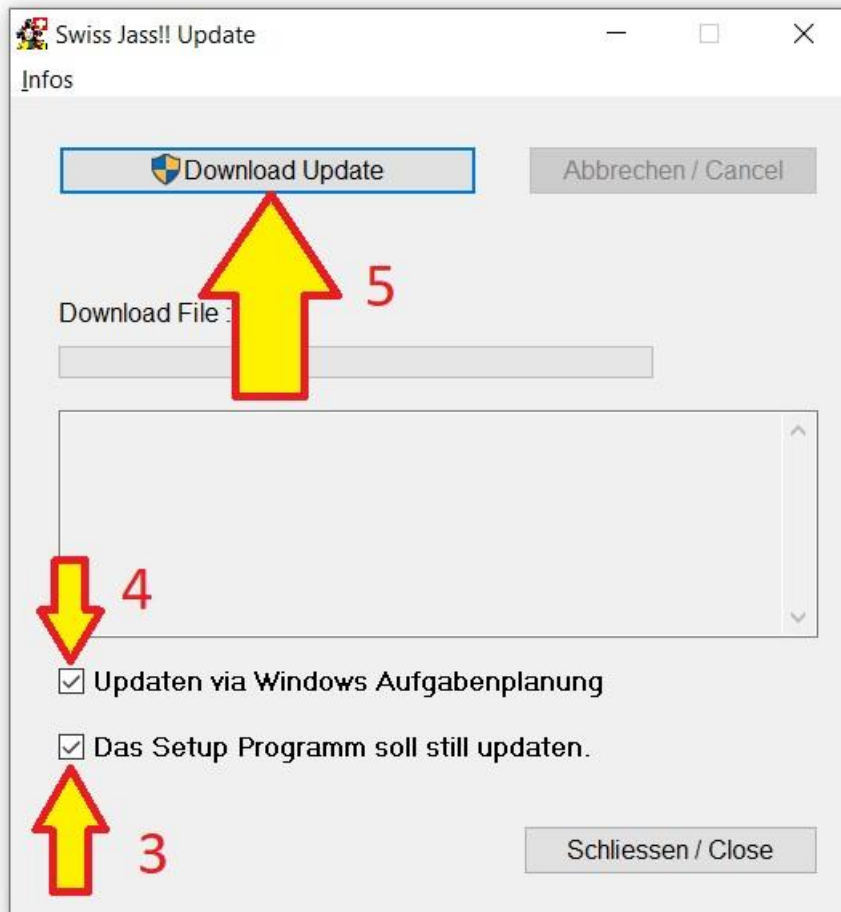 Swiss Jass!! Update
Infos
Download Update
Abbrechen / Cancel
5
Download File :
4
Updaten via Windows Aufgabenplanung
Das Setup Programm soll still updaten.
3
Schliessen / Close